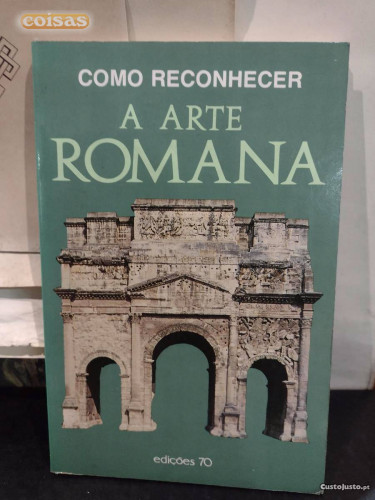 coisas
COMO RECONHECER
A ARTE
ROMANA
edições 70
CustoJusto.pt